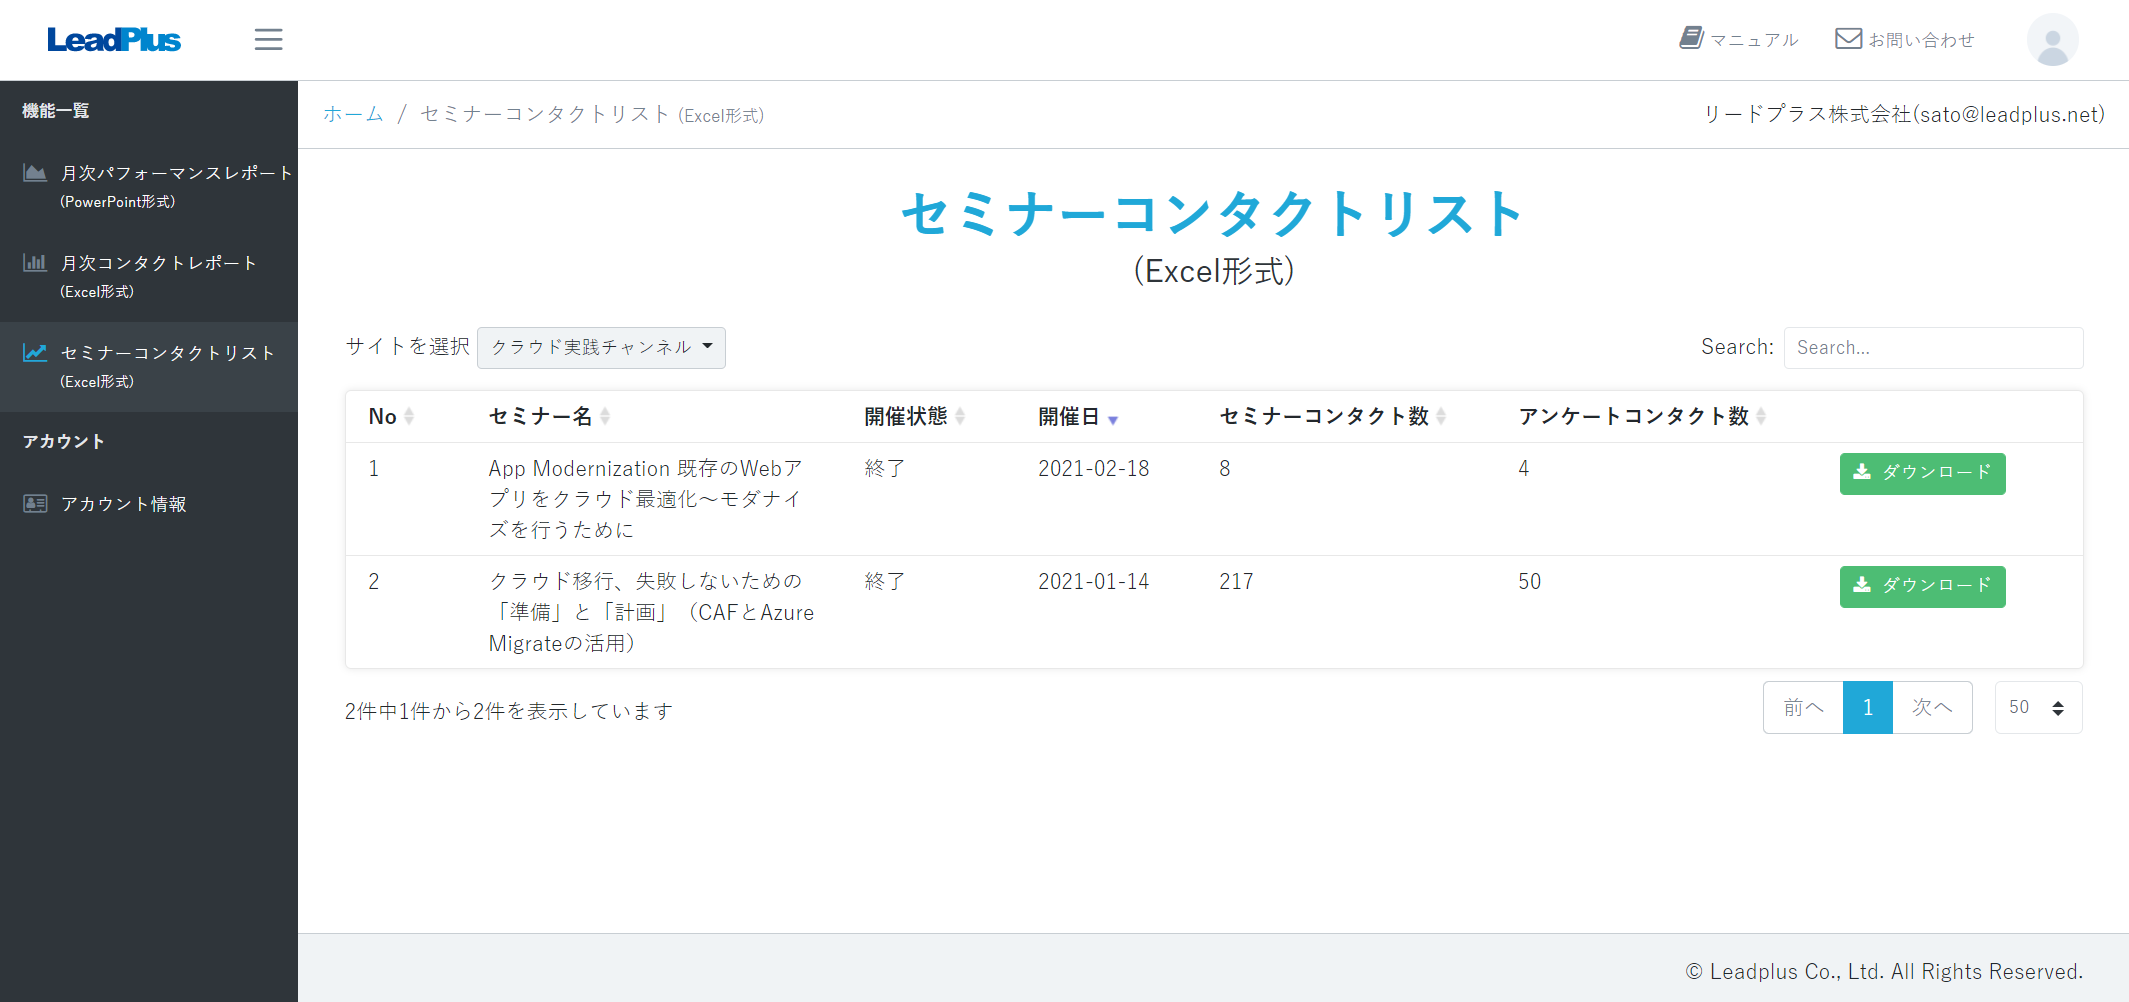 LeadPlus
マニュアル
お問い合わせ
機能一覧
月次パフォーマンスレポート
(PowerPoint形式)
月次コンタクトレポート
(Excel形式)
セミナーコンタクトリスト
(Excel形式)
アカウント
アカウント情報
ホーム / セミナーコンタクトリスト (Excel形式)
リードプラス株式会社(sato@leadplus.net)
セミナーコンタクトリスト
(Excel形式)
サイトを選択 クラウド実践チャンネル
Search: Search...
No セミナー名 開催状態 開催日 セミナーコンタクト数 アンケートコンタクト数
1 App Modernization 既存のWebア 終了 2021-02-18 8 4 ダウンロード
プリをクラウド最適化～モダナイ
ズを行うために
2 クラウド移行、失敗しないための 終了 2021-01-14 217 50 ダウンロード
「準備」と「計画」（CAFとAzure
Migrateの活用）
2件中1件から2件を表示しています
前へ 1 次へ 50
© Leadplus Co., Ltd. All Rights Reserved.